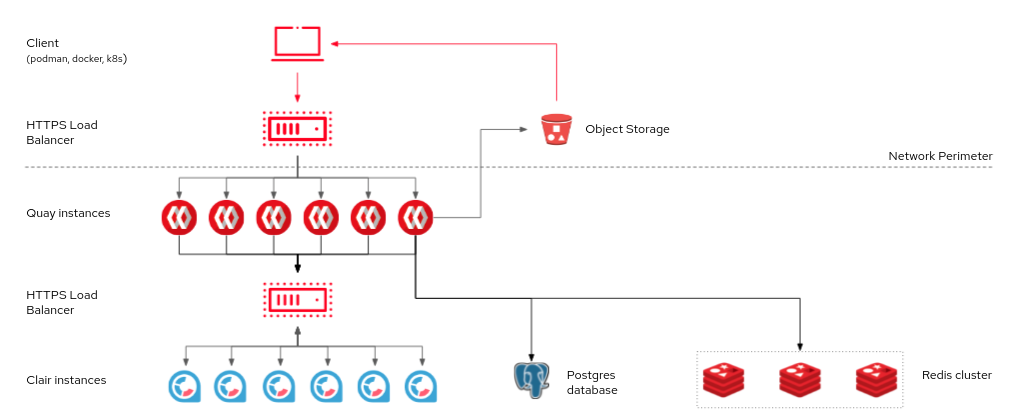 Client
(podman, docker, k8s)
HTTPS Load
Balancer
Object Storage
Network Perimeter
Quay instances
HTTPS Load
Balancer
Clair instances
Postgres
database
Redis cluster